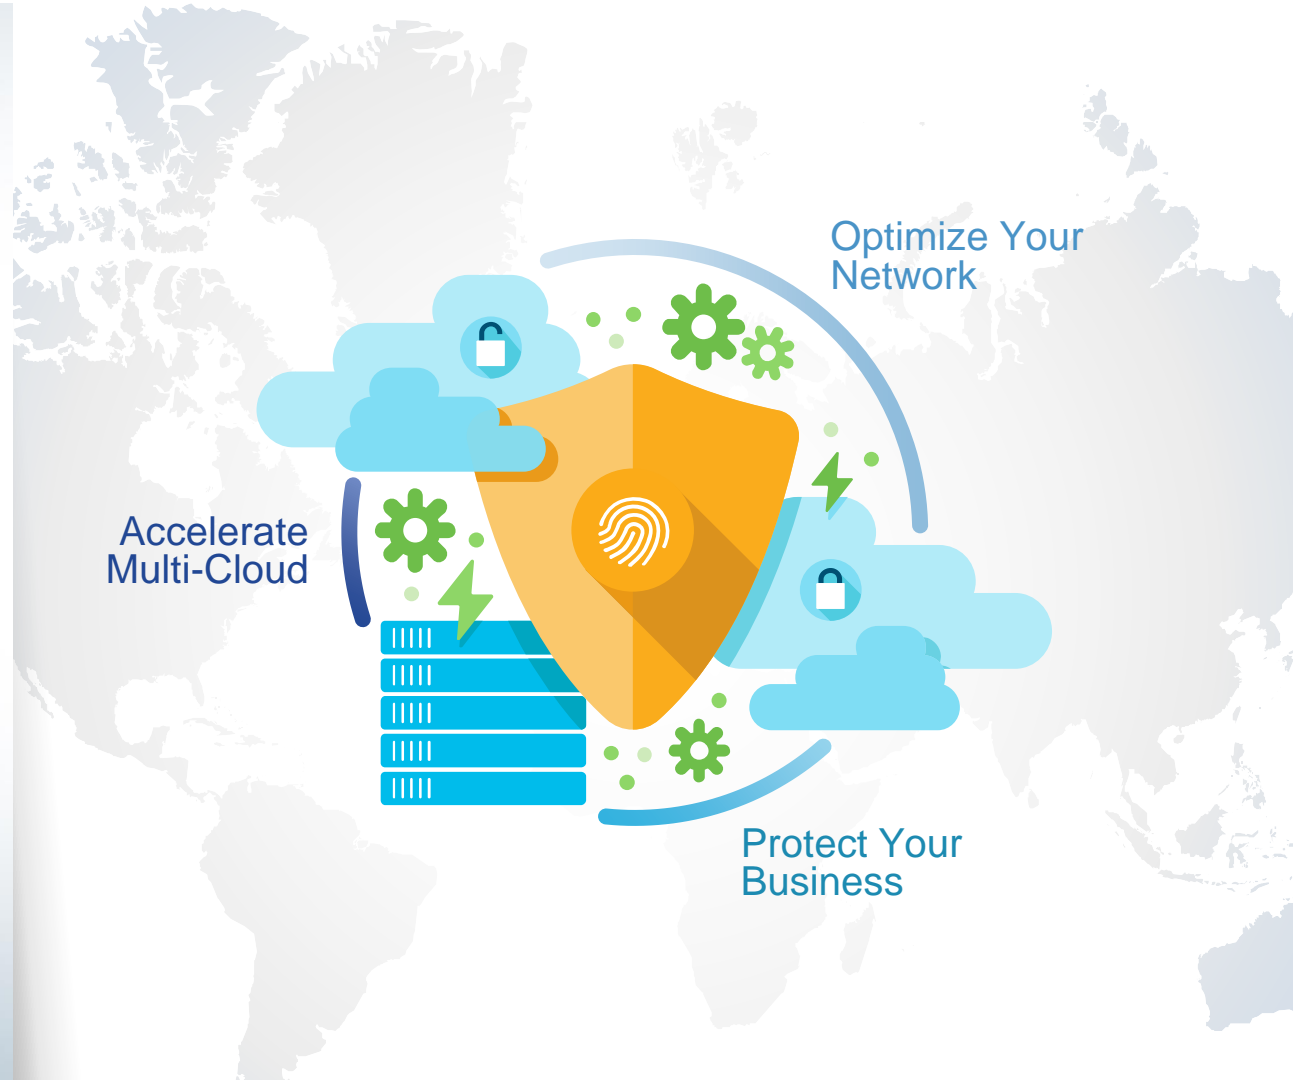 Optimize Your
Network
Accelerate
Multi-Cloud
Protect Your
Business